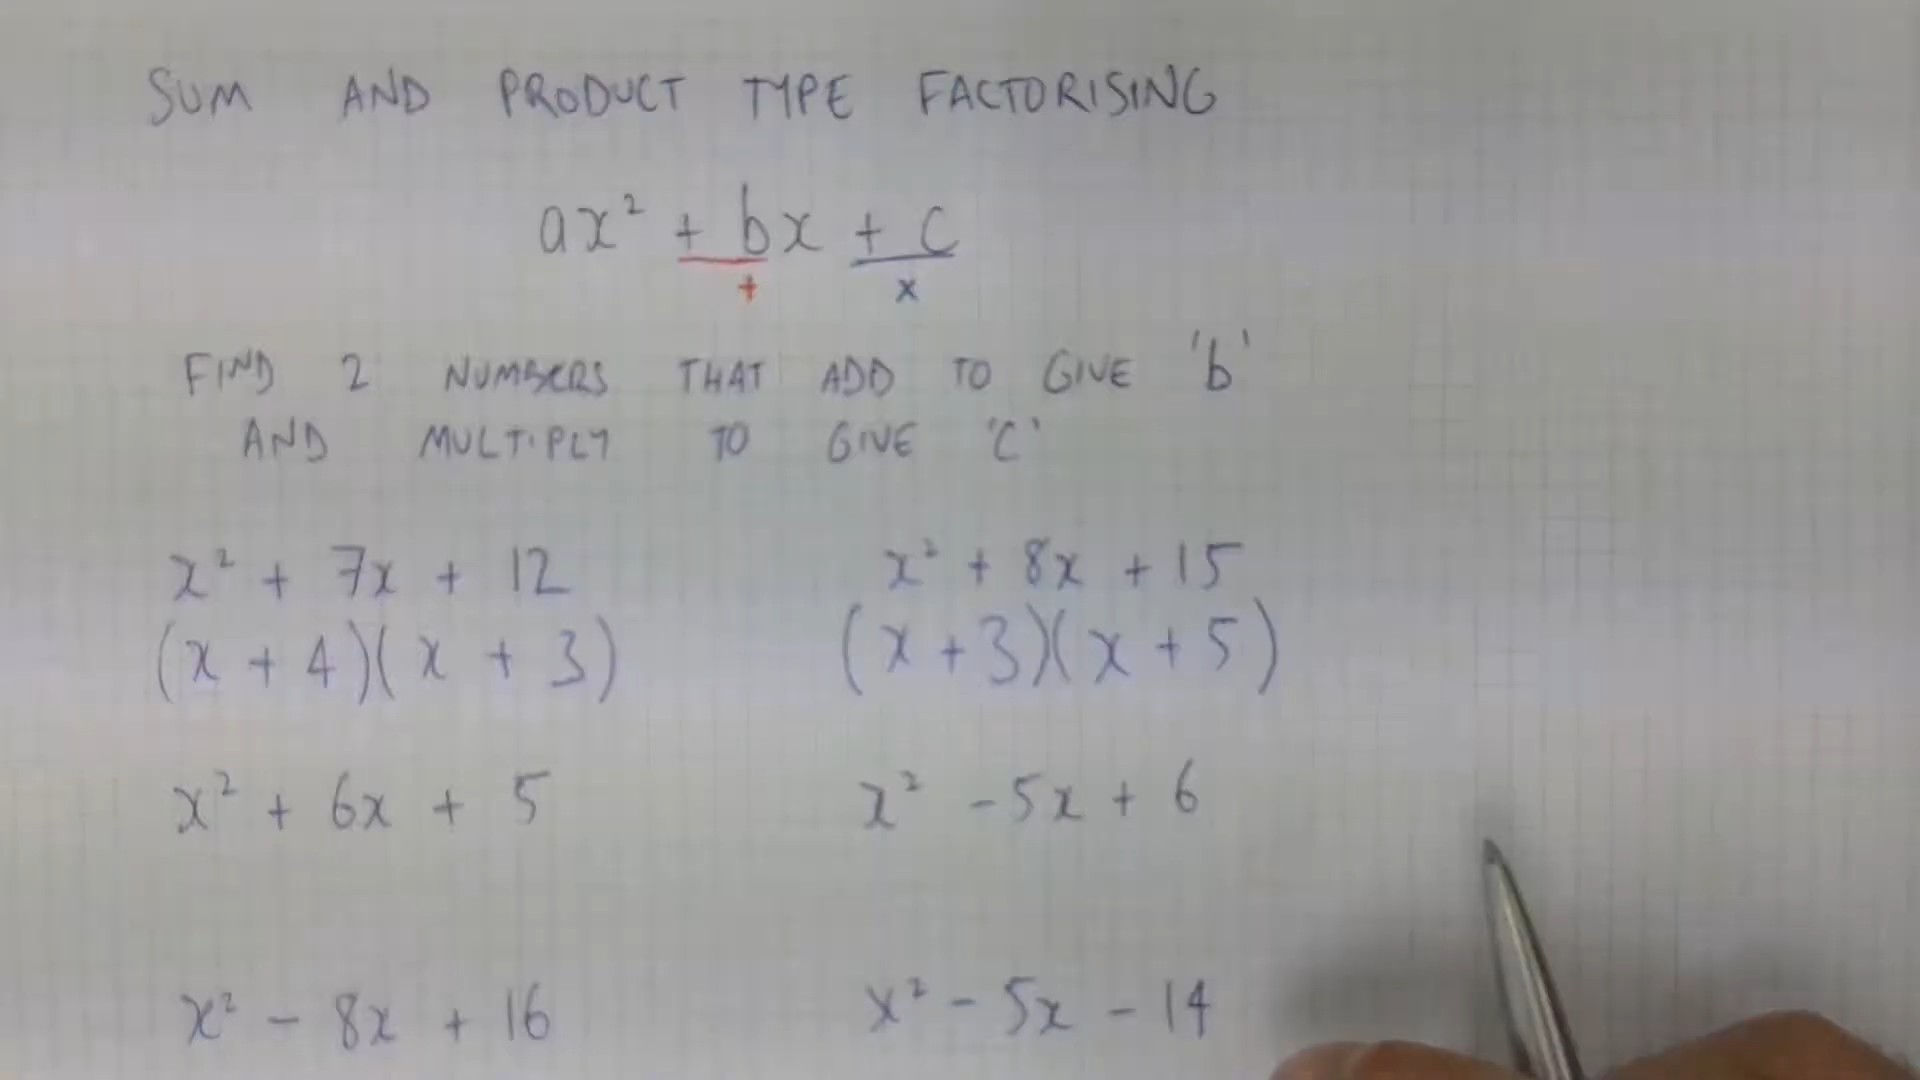 SUM AND PRODUCT TYPE FACTORISING
ax² + bx + c
+ x
FIND 2 NUMBERS THAT ADD TO GIVE 'b'
AND MULTIPLY TO GIVE 'C'
x² + 7x + 12
(x + 4)(x + 3)
x² + 8x + 15
(x + 3)(x + 5)
x² + 6x + 5
x² - 5x + 6
x² - 8x + 16
x² - 5x - 14